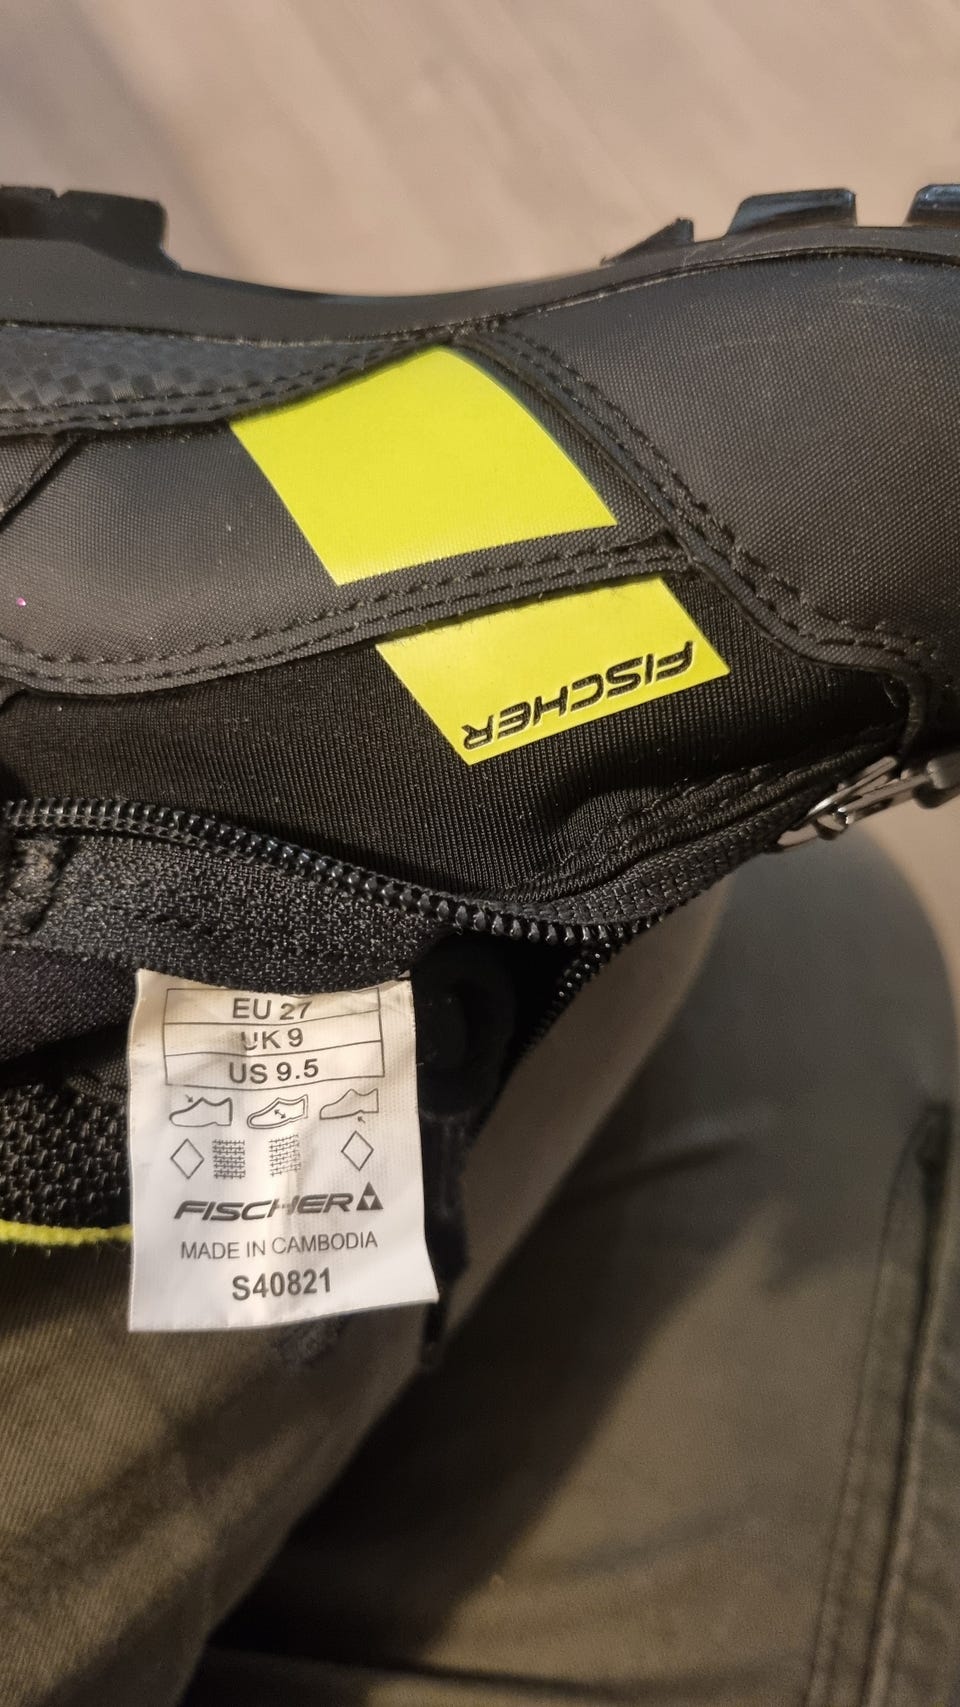 FISCHER
EU 27
UK 9
US 9.5
FISCHER
MADE IN CAMBODIA
S40821